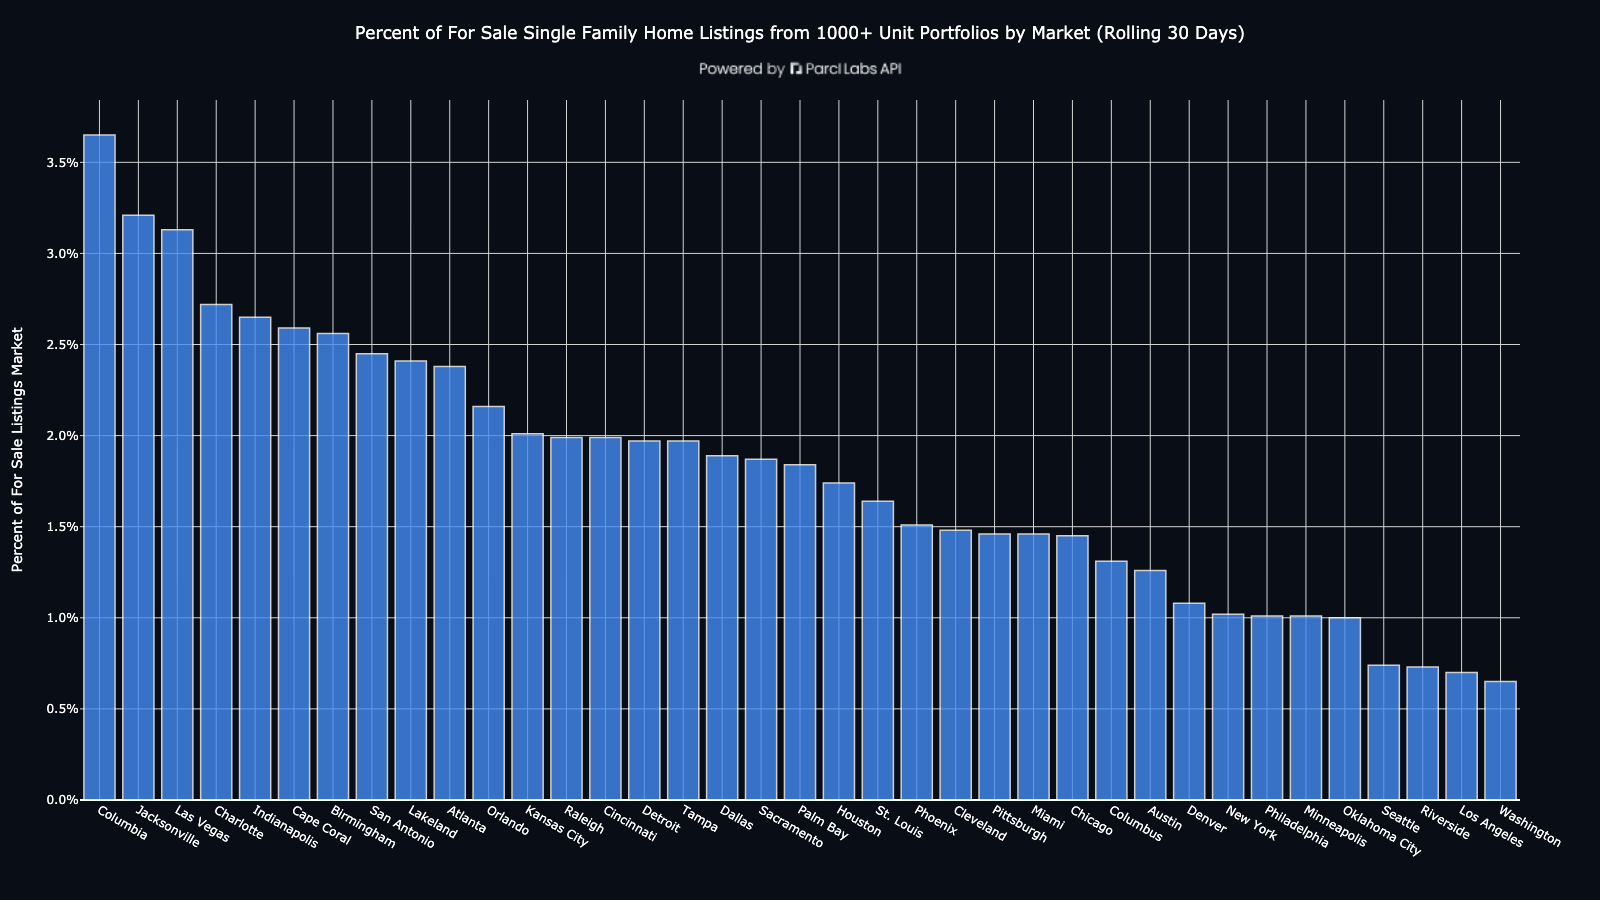 Percent of For Sale Single Family Home Listings from 1000+ Unit Portfolios by Market (Rolling 30 Days)
Powered by Parcl Labs API
Percent of For Sale Listings Market
3.5%
3.0%
2.5%
2.0%
1.5%
1.0%
0.5%
0.0%
Columbia
Jacksonville
Las Vegas
Charlotte
Indianapolis
Cape Coral
Birmingham
San Antonio
Lakeland
Atlanta
Orlando
Kansas City
Raleigh
Cincinnati
Detroit
Tampa
Dallas
Sacramento
Palm Bay
Houston
St. Louis
Phoenix
Cleveland
Pittsburgh
Miami
Chicago
Columbus
Austin
Denver
New York
Philadelphia
Minneapolis
Oklahoma City
Seattle
Riverside
Los Angeles
Washington